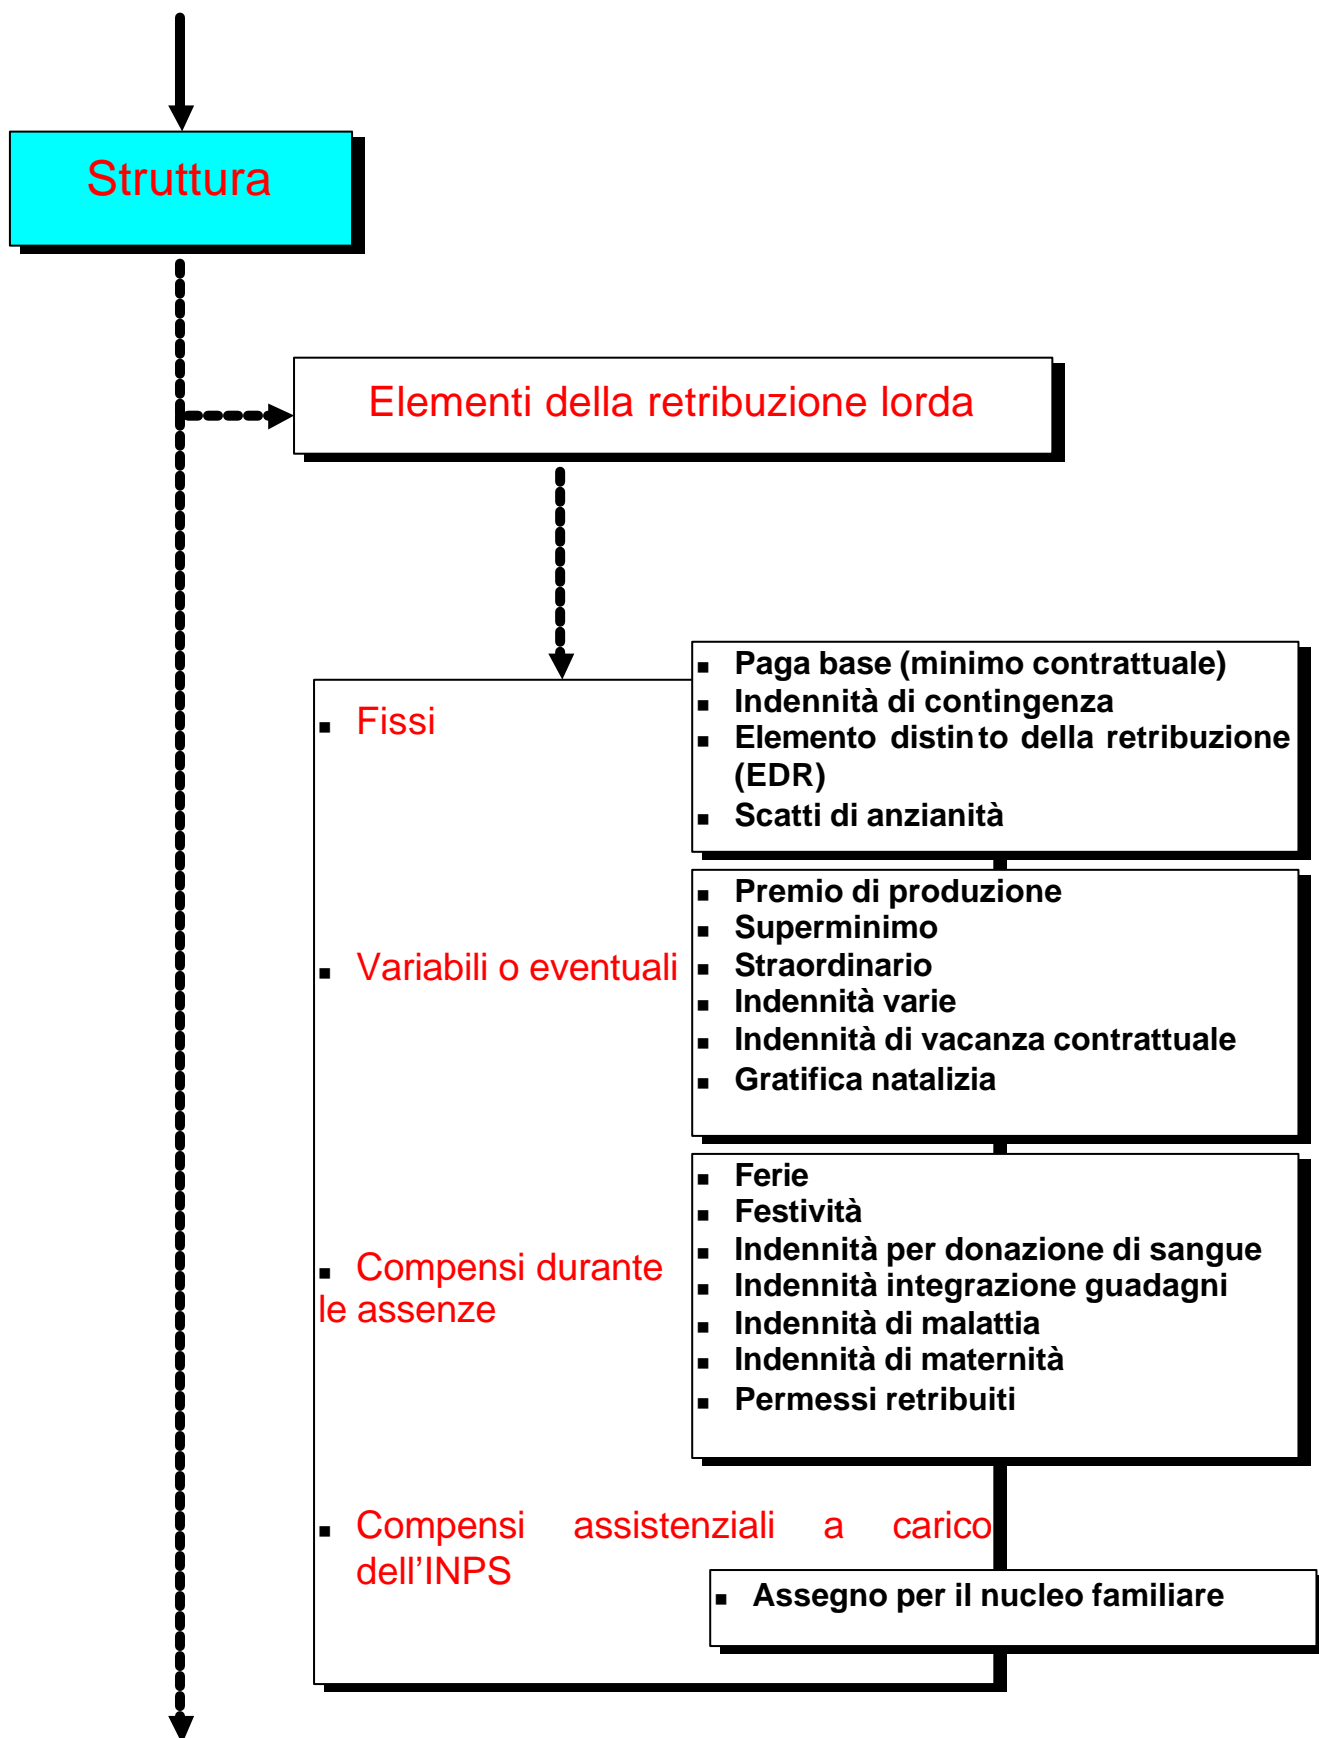 Struttura
Elementi della retribuzione lorda
▪ Fissi
▪ Paga base (minimo contrattuale)
▪ Indennità di contingenza
▪ Elemento distinto della retribuzione
(EDR)
▪ Scatti di anzianità
▪ Variabili o eventuali
▪ Premio di produzione
▪ Superminimo
▪ Straordinario
▪ Indennità varie
▪ Indennità di vacanza contrattuale
▪ Gratifica natalizia
▪ Compensi durante
le assenze
▪ Ferie
▪ Festività
▪ Indennità per donazione di sangue
▪ Indennità integrazione guadagni
▪ Indennità di malattia
▪ Indennità di maternità
▪ Permessi retribuiti
▪ Compensi assistenziali a carico
dell’INPS
▪ Assegno per il nucleo familiare